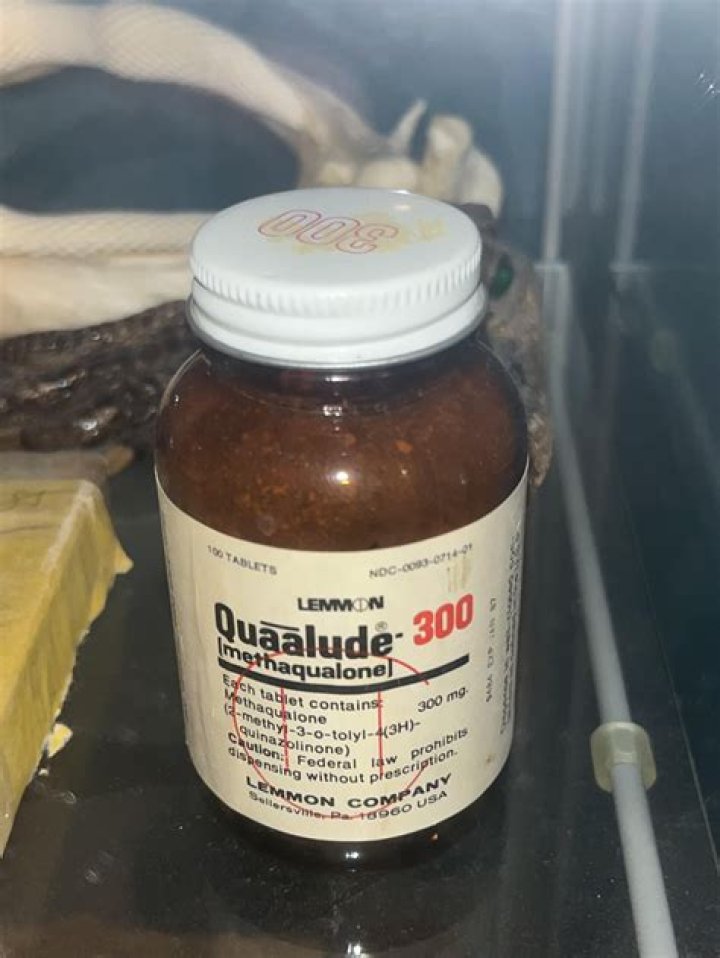 300
100 TABLETS
NDC-0093-0714-01
LEMMON
Quaalude®- 300
[methaqualone]
Each tablet contains:
Methaqualone 300 mg.
(2-methyl-3-o-tolyl-4(3H)-
quinazolinone)
Caution: Federal law prohibits
dispensing without prescription.
LEMMON COMPANY
Sellersville, Pa. 18960 USA